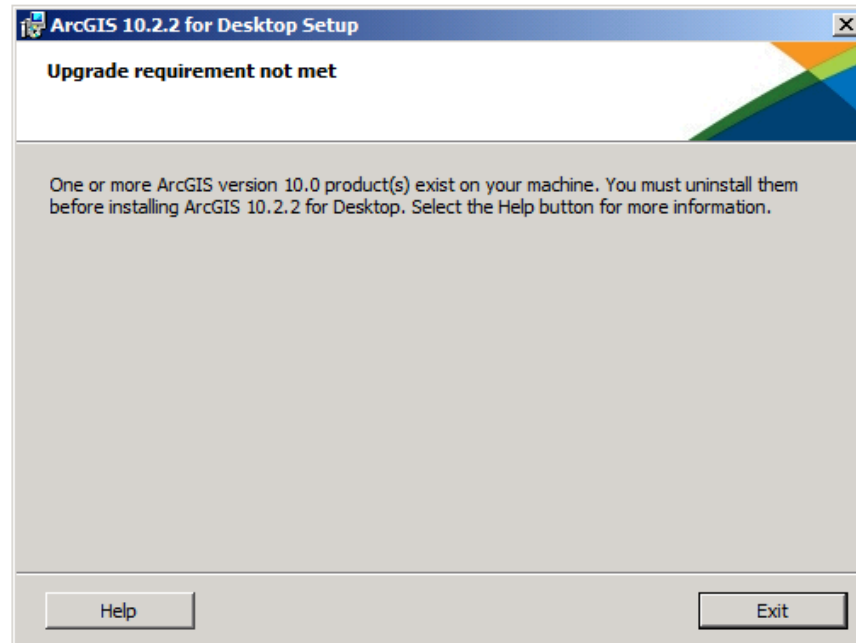 ArcGIS 10.2.2 for Desktop Setup
Upgrade requirement not met
One or more ArcGIS version 10.0 product(s) exist on your machine. You must uninstall them
before installing ArcGIS 10.2.2 for Desktop. Select the Help button for more information.
Help
Exit